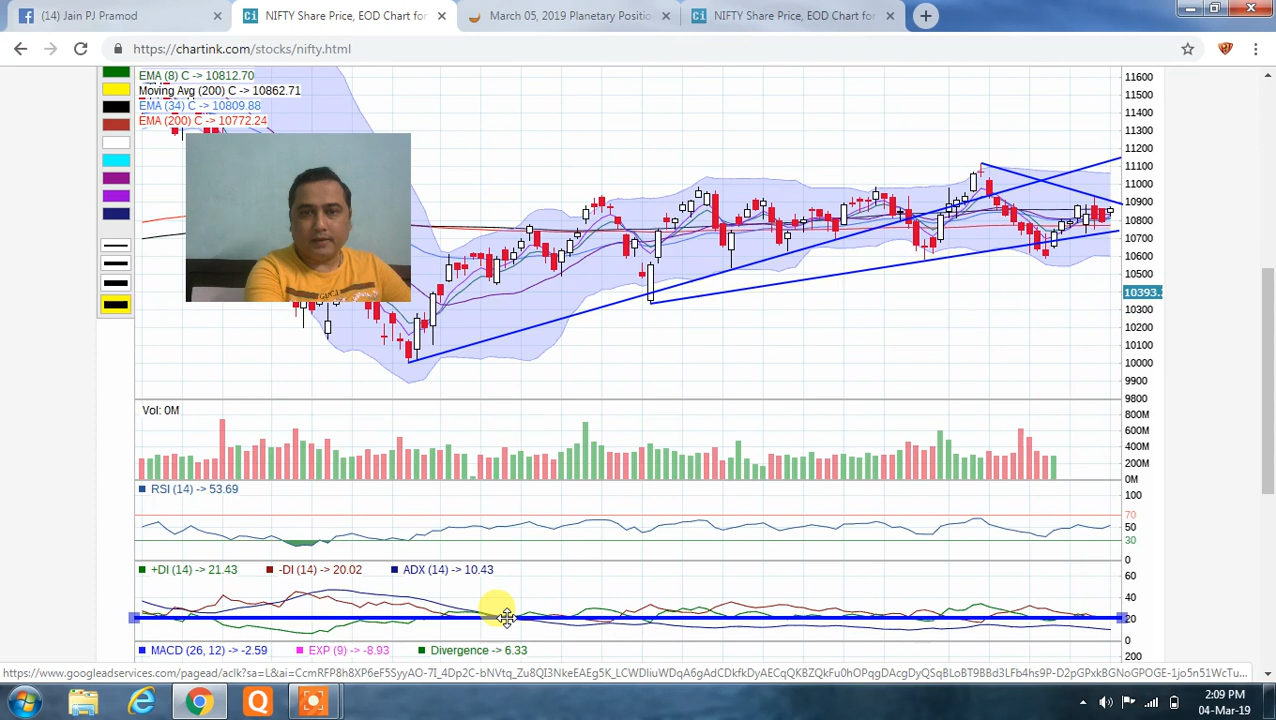 (14) Jain PJ Pramod
NIFTY Share Price, EOD Chart for
March 05, 2019 Planetary Positio
NIFTY Share Price, EOD Chart for
https://chartink.com/stocks/nifty.html
EMA (8) C -> 10812.70
Moving Avg (200) C -> 10862.71
EMA (34) C -> 10809.88
EMA (200) C -> 10772.24
11600
11500
11400
11300
11200
11100
11000
10900
10800
10700
10600
10500
10393.
10300
10200
10100
10000
9900
9800
Vol: 0M
800M
600M
400M
200M
0M
RSI (14) -> 53.69
100
70
50
30
0
+DI (14) -> 21.43
-DI (14) -> 20.02
ADX (14) -> 10.43
60
40
20
0
MACD (26, 12) -> -2.59
EXP (9) -> -8.93
Divergence -> 6.33
200
2:09 PM
04-Mar-19